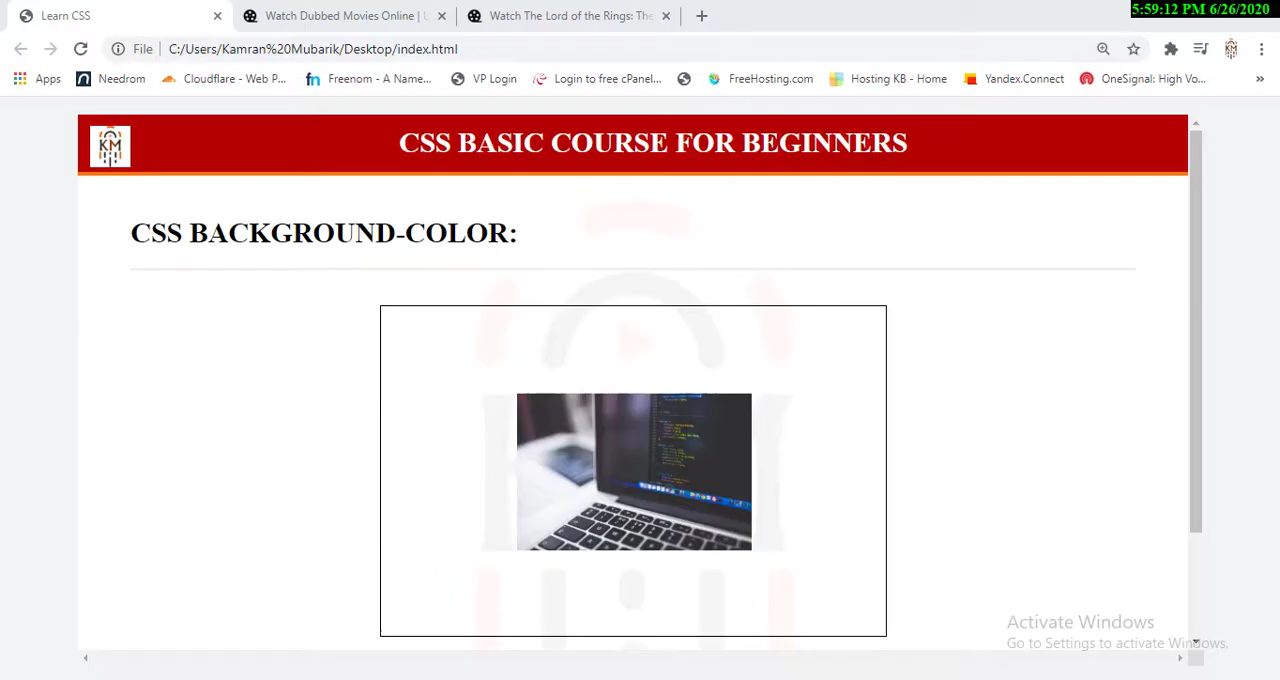 5:59:12 PM 6/26/2020
Learn CSS
Watch Dubbed Movies Online |
Watch The Lord of the Rings: The
File
C:/Users/Kamran%20Mubarik/Desktop/index.html
Apps
Needrom
Cloudflare - Web P...
fn Freenom - A Name...
VP Login
Login to free cPanel...
FreeHosting.com
Hosting KB - Home
Yandex.Connect
OneSignal: High Vo...
KM
CSS BASIC COURSE FOR BEGINNERS
CSS BACKGROUND-COLOR:
Activate Windows
Go to Settings to activate Windows.